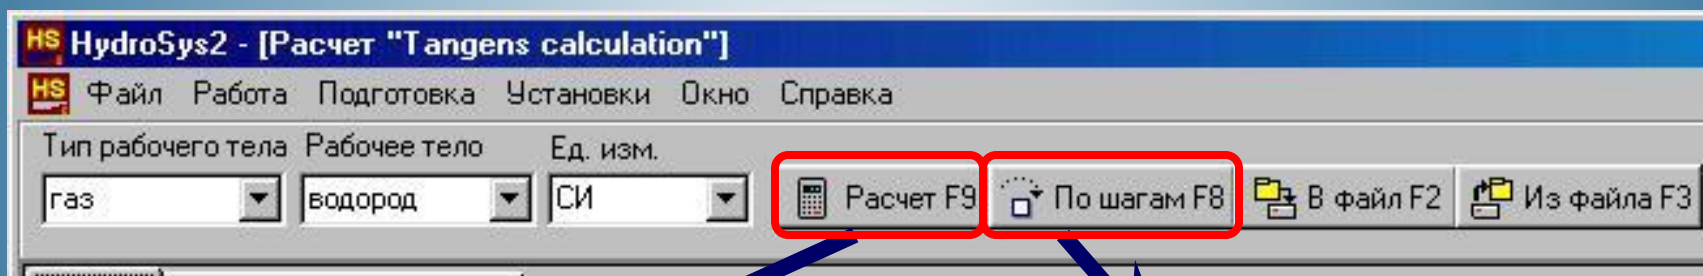 HS HydroSys2 - [Расчет "Tangens calculation"]
HS Файл Работа Подготовка Установки Окно Справка
Тип рабочего тела Рабочее тело Ед. изм.
газ водород СИ Расчет F9 По шагам F8 В файл F2 Из файла F3